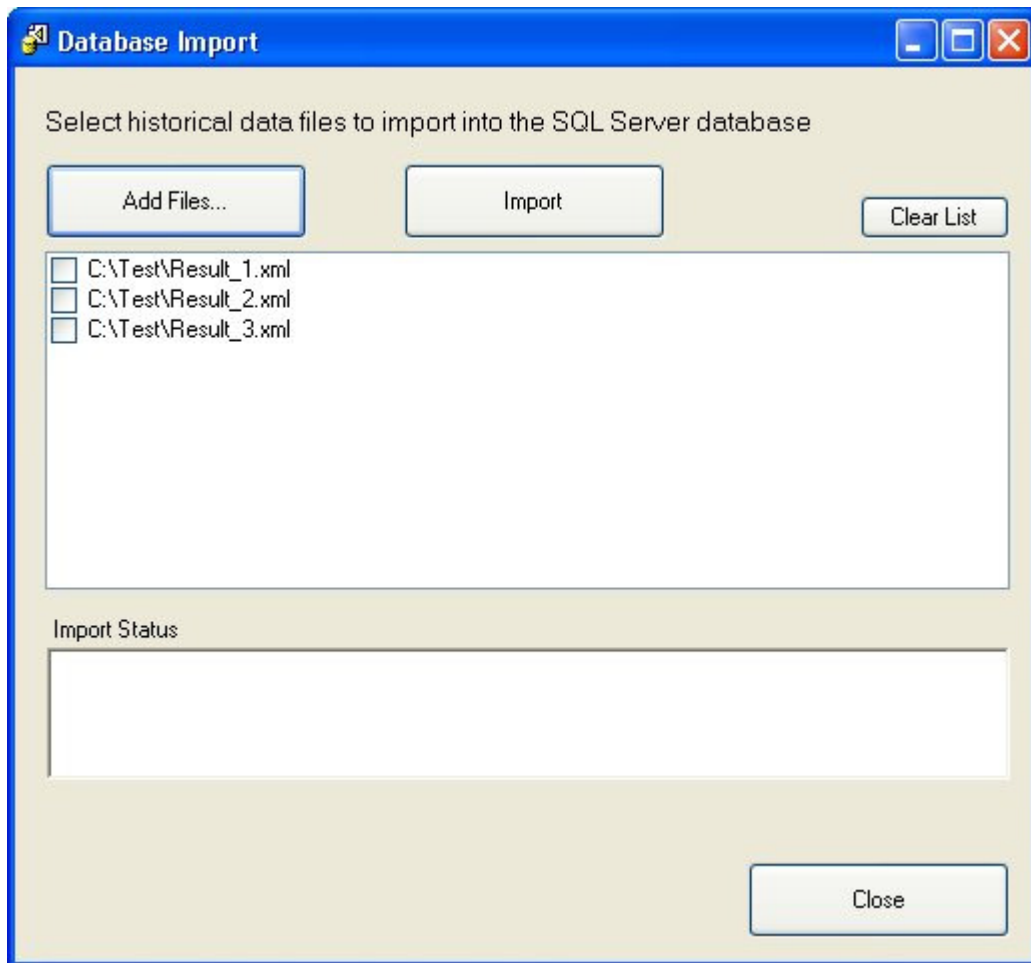 Database Import
Select historical data files to import into the SQL Server database
Add Files...
Import
Clear List
C:\Test\Result_1.xml
C:\Test\Result_2.xml
C:\Test\Result_3.xml
Import Status
Close